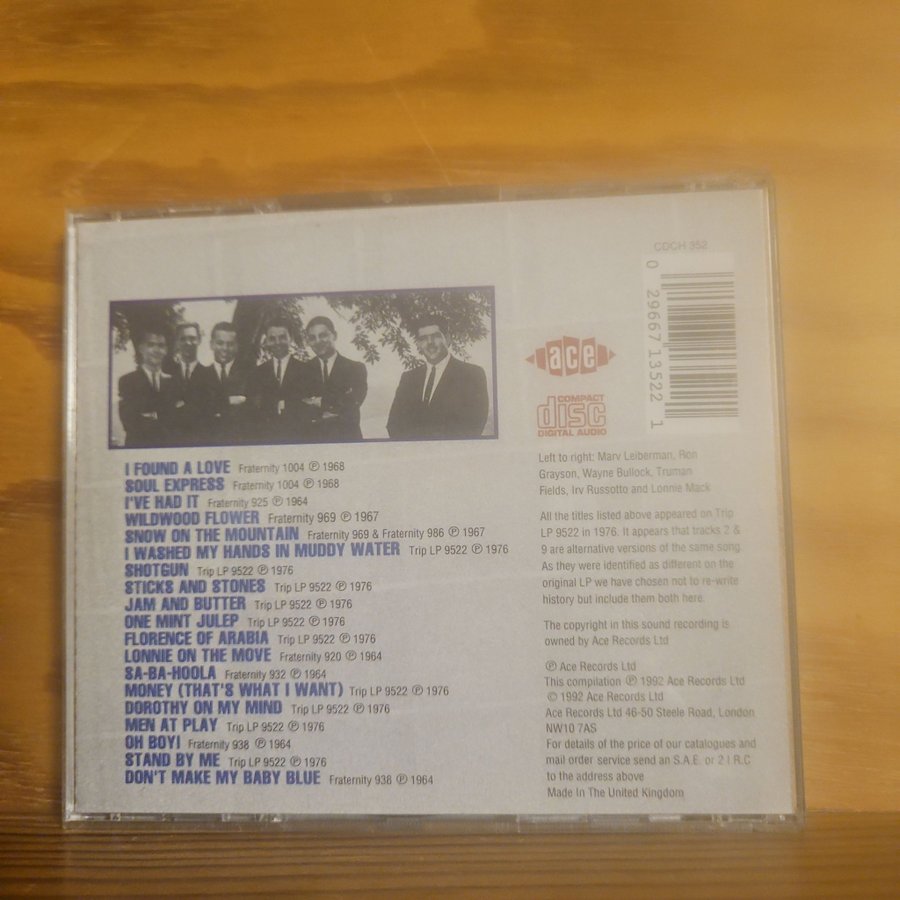 CDCH 352
0 29667 13522 1
ace
COMPACT
disc
DIGITAL AUDIO
I FOUND A LOVE Fraternity 1004 ℗ 1968
SOUL EXPRESS Fraternity 1004 ℗ 1968
I'VE HAD IT Fraternity 925 ℗ 1964
WILDWOOD FLOWER Fraternity 969 ℗ 1967
SNOW ON THE MOUNTAIN Fraternity 969 & Fraternity 986 ℗ 1967
I WASHED MY HANDS IN MUDDY WATER Trip LP 9522 ℗ 1976
SHOTGUN Trip LP 9522 ℗ 1976
STICKS AND STONES Trip LP 9522 ℗ 1976
JAM AND BUTTER Trip LP 9522 ℗ 1976
ONE MINT JULEP Trip LP 9522 ℗ 1976
FLORENCE OF ARABIA Trip LP 9522 ℗ 1976
LONNIE ON THE MOVE Fraternity 920 ℗ 1964
SA-BA-HOOLA Fraternity 932 ℗ 1964
MONEY (THAT'S WHAT I WANT) Trip LP 9522 ℗ 1976
DOROTHY ON MY MIND Trip LP 9522 ℗ 1976
MEN AT PLAY Trip LP 9522 ℗ 1976
OH BOY! Fraternity 938 ℗ 1964
STAND BY ME Trip LP 9522 ℗ 1976
DON'T MAKE MY BABY BLUE Fraternity 938 ℗ 1964
Left to right: Marv Leiberman, Ron
Grayson, Wayne Bullock, Truman
Fields, Irv Russotto and Lonnie Mack
All the titles listed above appeared on Trip
LP 9522 in 1976. It appears that tracks 2 &
9 are alternative versions of the same song.
As they were identified as different on the
original LP we have chosen not to re-write
history but include them both here.
The copyright in this sound recording is
owned by Ace Records Ltd
℗ Ace Records Ltd
This compilation ℗ 1992 Ace Records Ltd
© 1992 Ace Records Ltd
Ace Records Ltd 46-50 Steele Road, London
NW10 7AS
For details of the price of our catalogues and
mail order service send an S.A.E. or 2 I.R.C
to the address above
Made In The United Kingdom